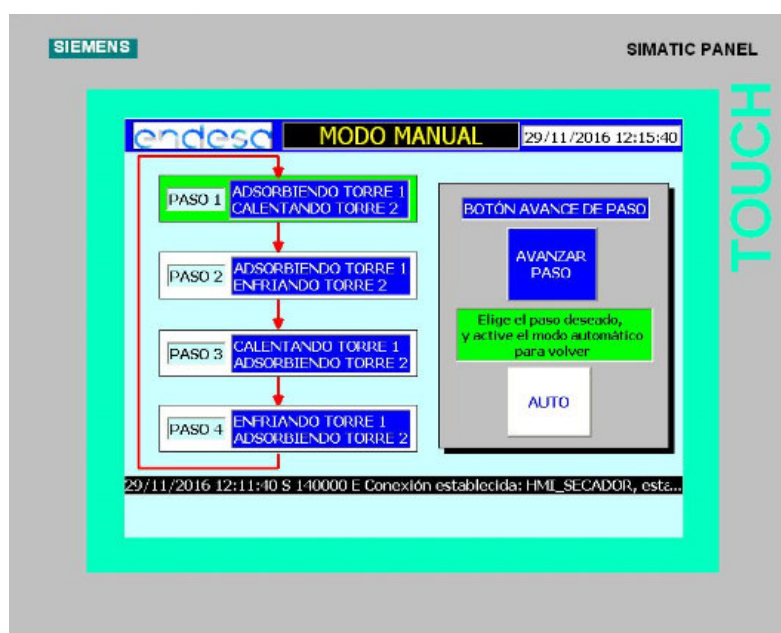 SIEMENS
SIMATIC PANEL
TOUCH
endesa
MODO MANUAL
29/11/2016 12:15:40
PASO 1
ADSORBIENDO TORRE 1
CALENTANDO TORRE 2
PASO 2
ADSORBIENDO TORRE 1
ENFRIANDO TORRE 2
PASO 3
CALENTANDO TORRE 1
ADSORBIENDO TORRE 2
PASO 4
ENFRIANDO TORRE 1
ADSORBIENDO TORRE 2
BOTÓN AVANCE DE PASO
AVANZAR
PASO
Elige el paso deseado,
y active el modo automático
para volver
AUTO
29/11/2016 12:11:40 S 140000 E Conexión establecida: HMI_SECADOR, esta...